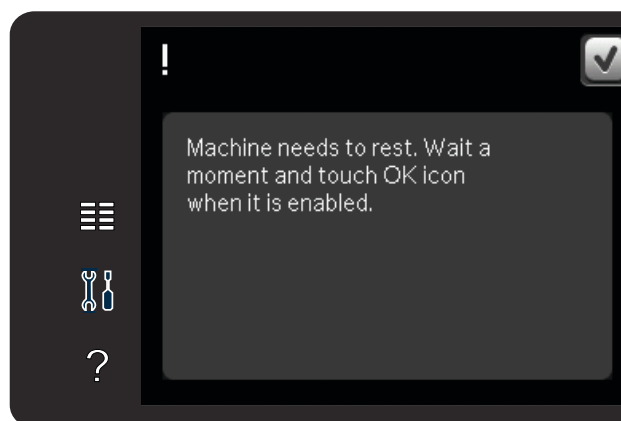 !
Machine needs to rest. Wait a
moment and touch OK icon
when it is enabled.
?